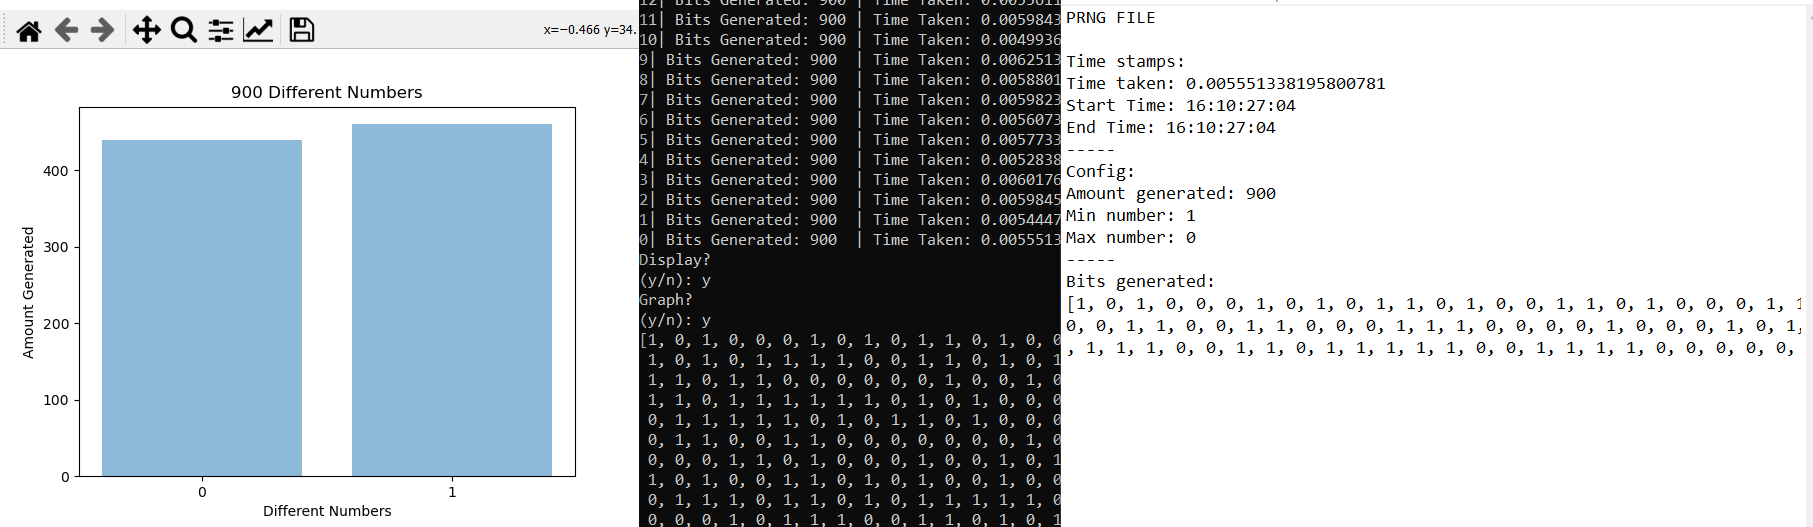 x=−0.466 y=34.
900 Different Numbers
Amount Generated
400
300
200
100
0
0 1
Different Numbers
11| Bits Generated: 900 | Time Taken: 0.0059843
10| Bits Generated: 900 | Time Taken: 0.0049936
9| Bits Generated: 900 | Time Taken: 0.0062513
8| Bits Generated: 900 | Time Taken: 0.0058801
7| Bits Generated: 900 | Time Taken: 0.0059823
6| Bits Generated: 900 | Time Taken: 0.0056073
5| Bits Generated: 900 | Time Taken: 0.0057733
4| Bits Generated: 900 | Time Taken: 0.0052838
3| Bits Generated: 900 | Time Taken: 0.0060176
2| Bits Generated: 900 | Time Taken: 0.0059845
1| Bits Generated: 900 | Time Taken: 0.0054447
0| Bits Generated: 900 | Time Taken: 0.0055513
Display?
(y/n): y
Graph?
(y/n): y
[1, 0, 1, 0, 0, 0, 1, 0, 1, 0, 1, 1, 0, 1, 0, 0
1, 0, 1, 0, 1, 1, 1, 1, 0, 0, 1, 1, 0, 1, 0, 1
1, 1, 0, 1, 1, 0, 0, 0, 0, 0, 0, 1, 0, 0, 1, 0
1, 1, 0, 1, 1, 1, 1, 1, 1, 0, 1, 0, 1, 0, 0, 0
0, 1, 1, 1, 1, 1, 0, 1, 0, 1, 1, 0, 1, 0, 0, 0
0, 1, 1, 0, 0, 1, 1, 0, 0, 0, 0, 0, 0, 0, 1, 0
0, 0, 0, 1, 1, 0, 1, 0, 0, 0, 1, 0, 0, 1, 0, 1
1, 0, 1, 0, 0, 1, 1, 0, 1, 0, 0, 1, 0, 1, 0, 0
0, 1, 1, 1, 0, 1, 1, 0, 1, 0, 1, 1, 1, 1, 1, 0
0, 0, 0, 1, 0, 1, 1, 1, 0, 0, 1, 1, 0, 1, 0, 1
PRNG FILE
Time stamps:
Time taken: 0.005551338195800781
Start Time: 16:10:27:04
End Time: 16:10:27:04
-----
Config:
Amount generated: 900
Min number: 1
Max number: 0
-----
Bits generated:
[1, 0, 1, 0, 0, 0, 1, 0, 1, 0, 1, 1, 0, 1, 0, 0, 1, 1, 0, 1, 0, 0, 0, 1, 1
0, 0, 1, 1, 0, 0, 1, 1, 0, 0, 0, 1, 1, 1, 0, 0, 0, 0, 1, 0, 0, 0, 1, 0, 1,
, 1, 1, 1, 0, 0, 1, 1, 0, 1, 1, 1, 1, 1, 0, 0, 1, 1, 1, 1, 0, 0, 0, 0, 0,